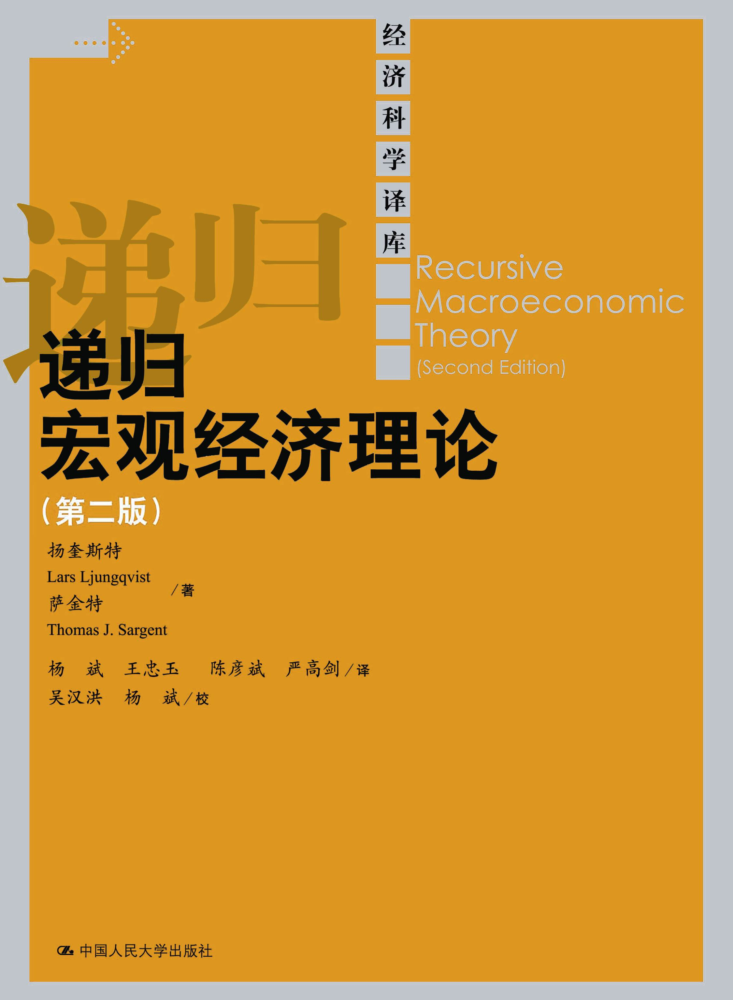 经济科学译库
Recursive
Macroeconomic
Theory
(Second Edition)
递归
递归
宏观经济理论
（第二版）
扬奎斯特
Lars Ljungqvist
萨金特
Thomas J. Sargent
/著
杨 斌 王忠玉 陈彦斌 严高剑/译
吴汉洪 杨 斌/校
中国人民大学出版社